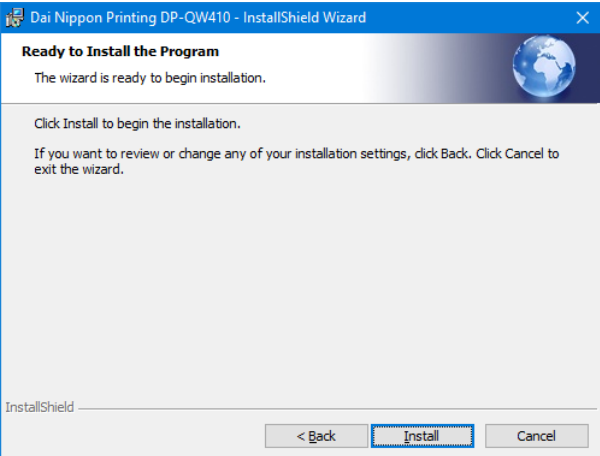 Dai Nippon Printing DP-QW410 - InstallShield Wizard
Ready to Install the Program
The wizard is ready to begin installation.
Click Install to begin the installation.
If you want to review or change any of your installation settings, click Back. Click Cancel to
exit the wizard.
InstallShield
< Back
Install
Cancel